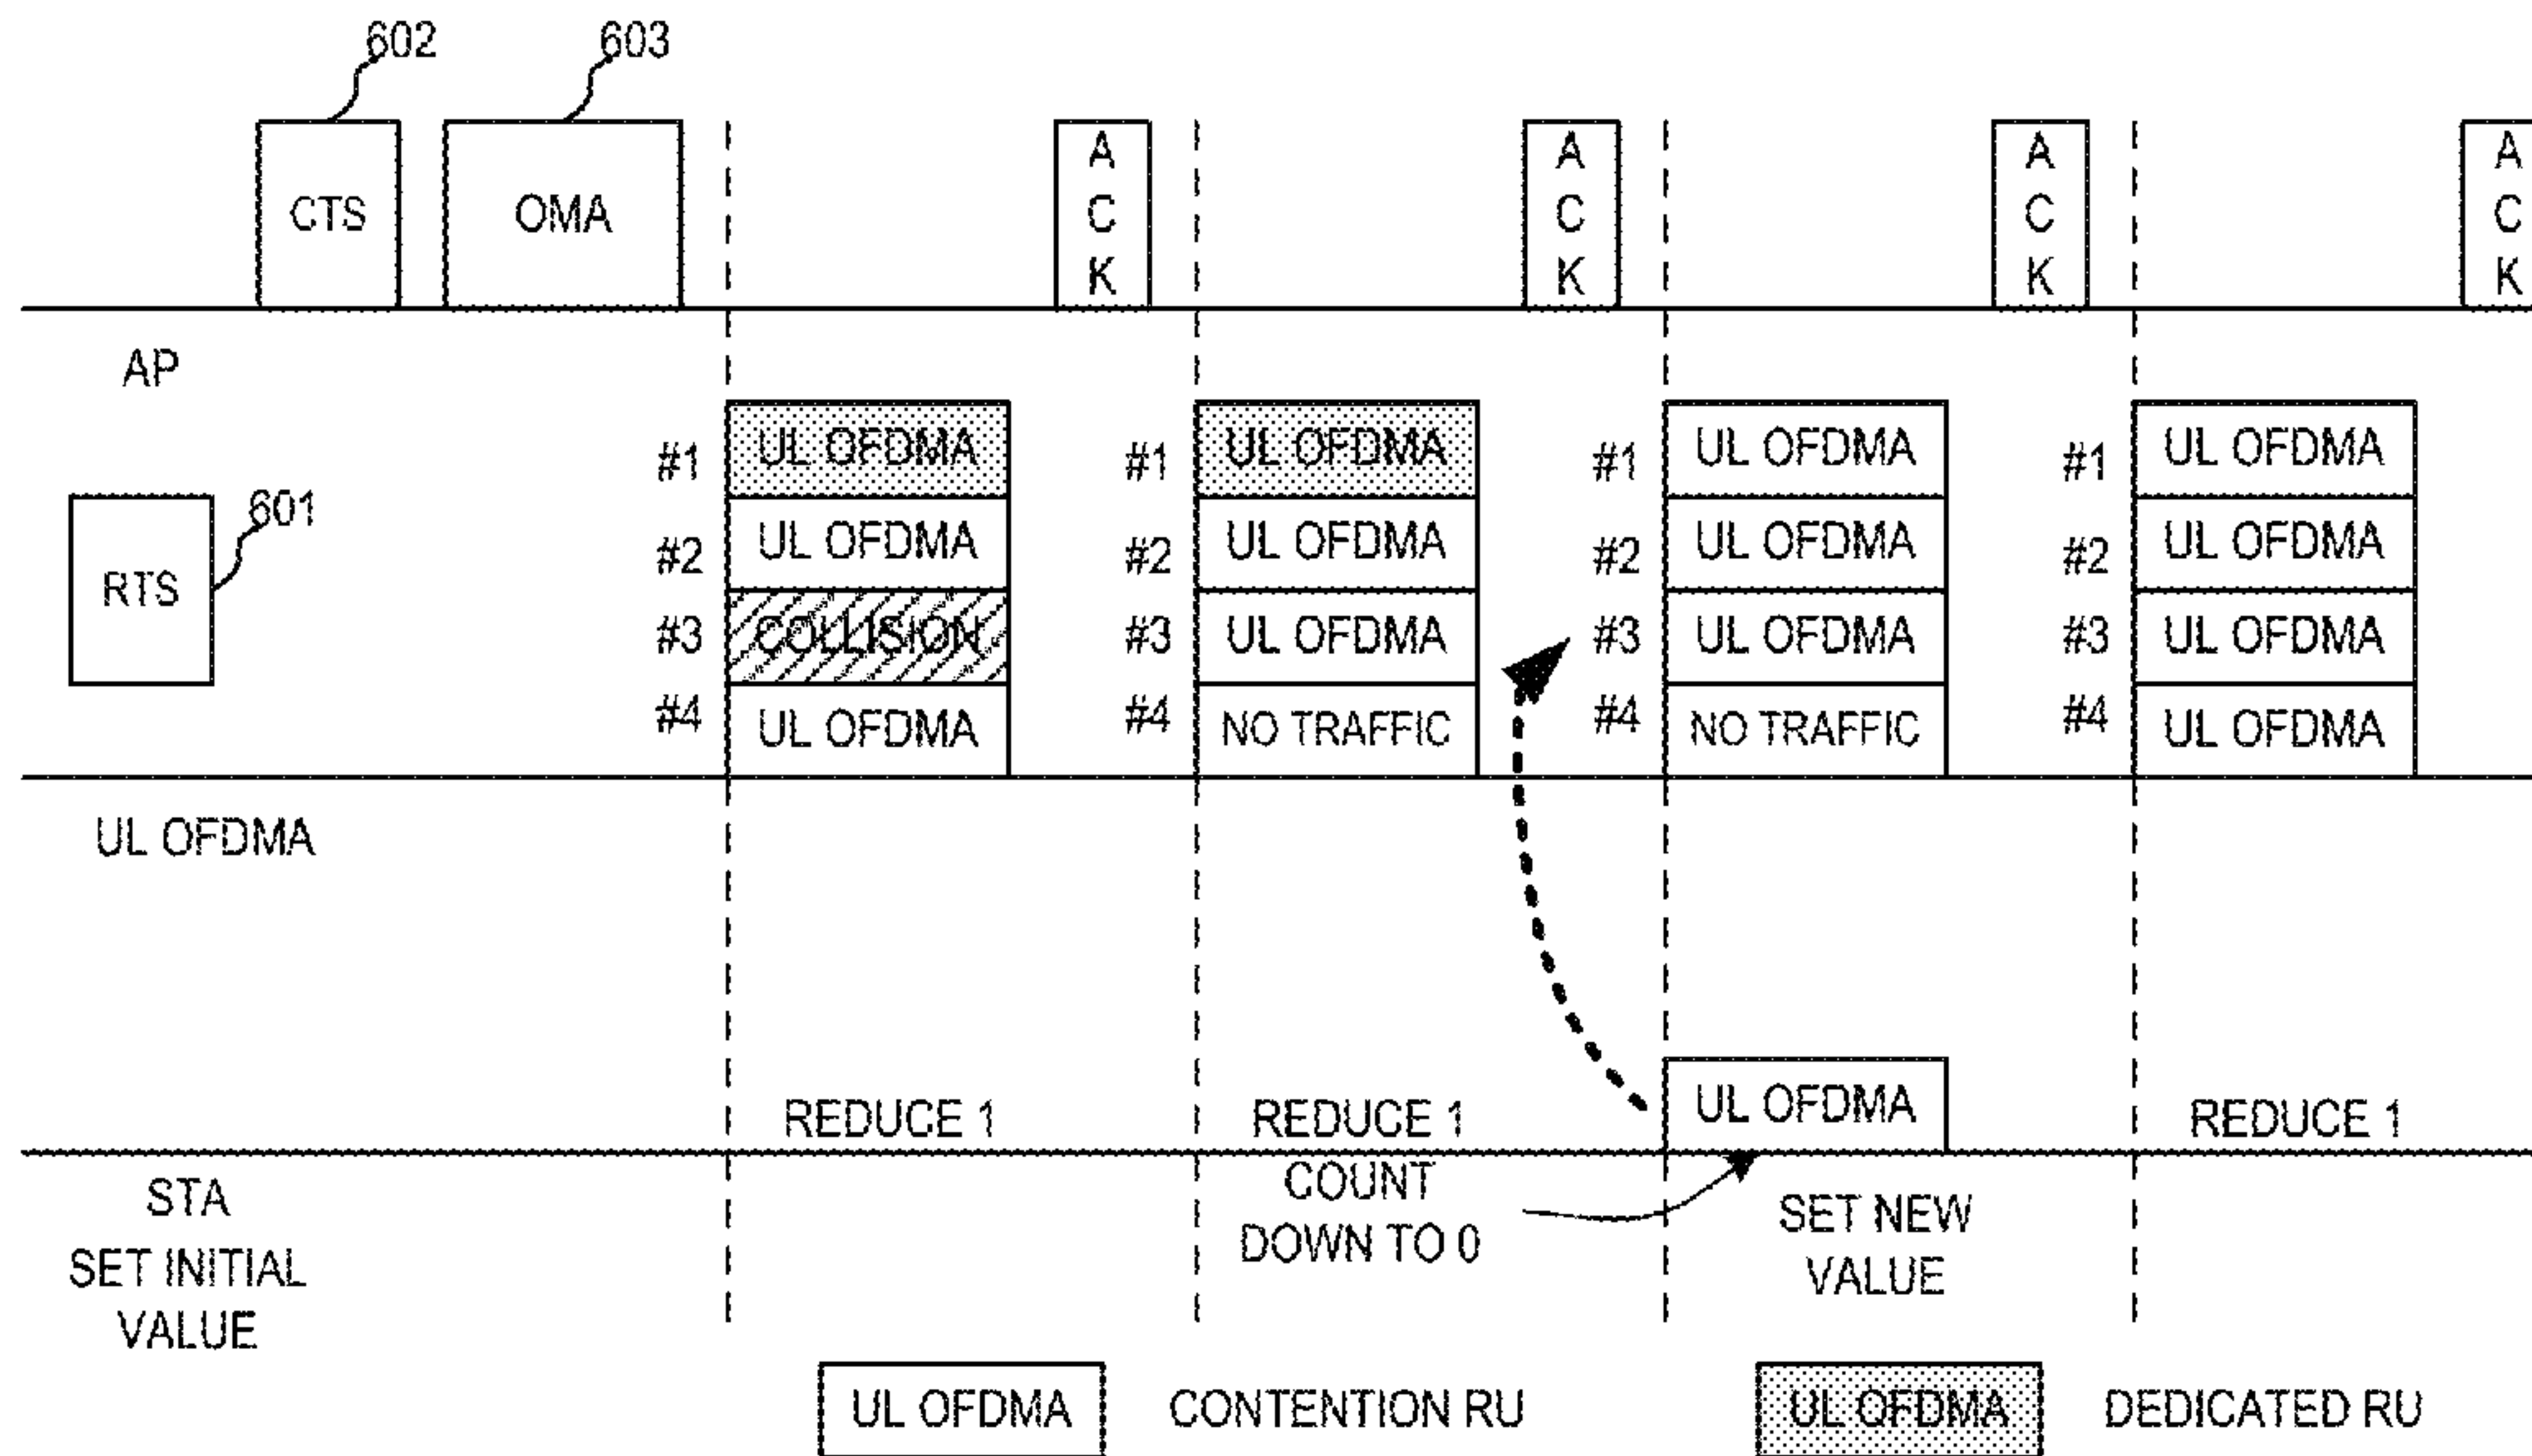 602
603
CTS
OMA
A
C
K
A
C
K
A
C
K
A
C
K
AP
601
RTS
#1
#2
#3
#4
UL OFDMA
UL OFDMA
COLLISION
UL OFDMA
#1
#2
#3
#4
UL OFDMA
UL OFDMA
UL OFDMA
NO TRAFFIC
#1
#2
#3
#4
UL OFDMA
UL OFDMA
UL OFDMA
NO TRAFFIC
#1
#2
#3
#4
UL OFDMA
UL OFDMA
UL OFDMA
UL OFDMA
UL OFDMA
REDUCE 1
REDUCE 1
UL OFDMA
REDUCE 1
STA
SET INITIAL
VALUE
COUNT
DOWN TO 0
SET NEW
VALUE
UL OFDMA
CONTENTION RU
UL OFDMA
DEDICATED RU